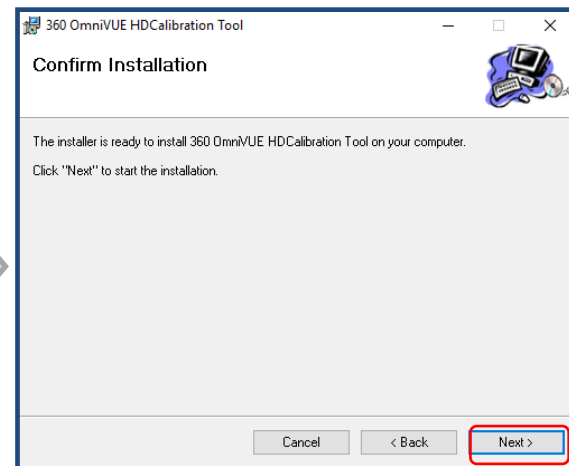 360 OmniVUE HDCalibration Tool
Confirm Installation
The installer is ready to install 360 OmniVUE HDCalibration Tool on your computer.
Click "Next" to start the installation.
Cancel
< Back
Next >